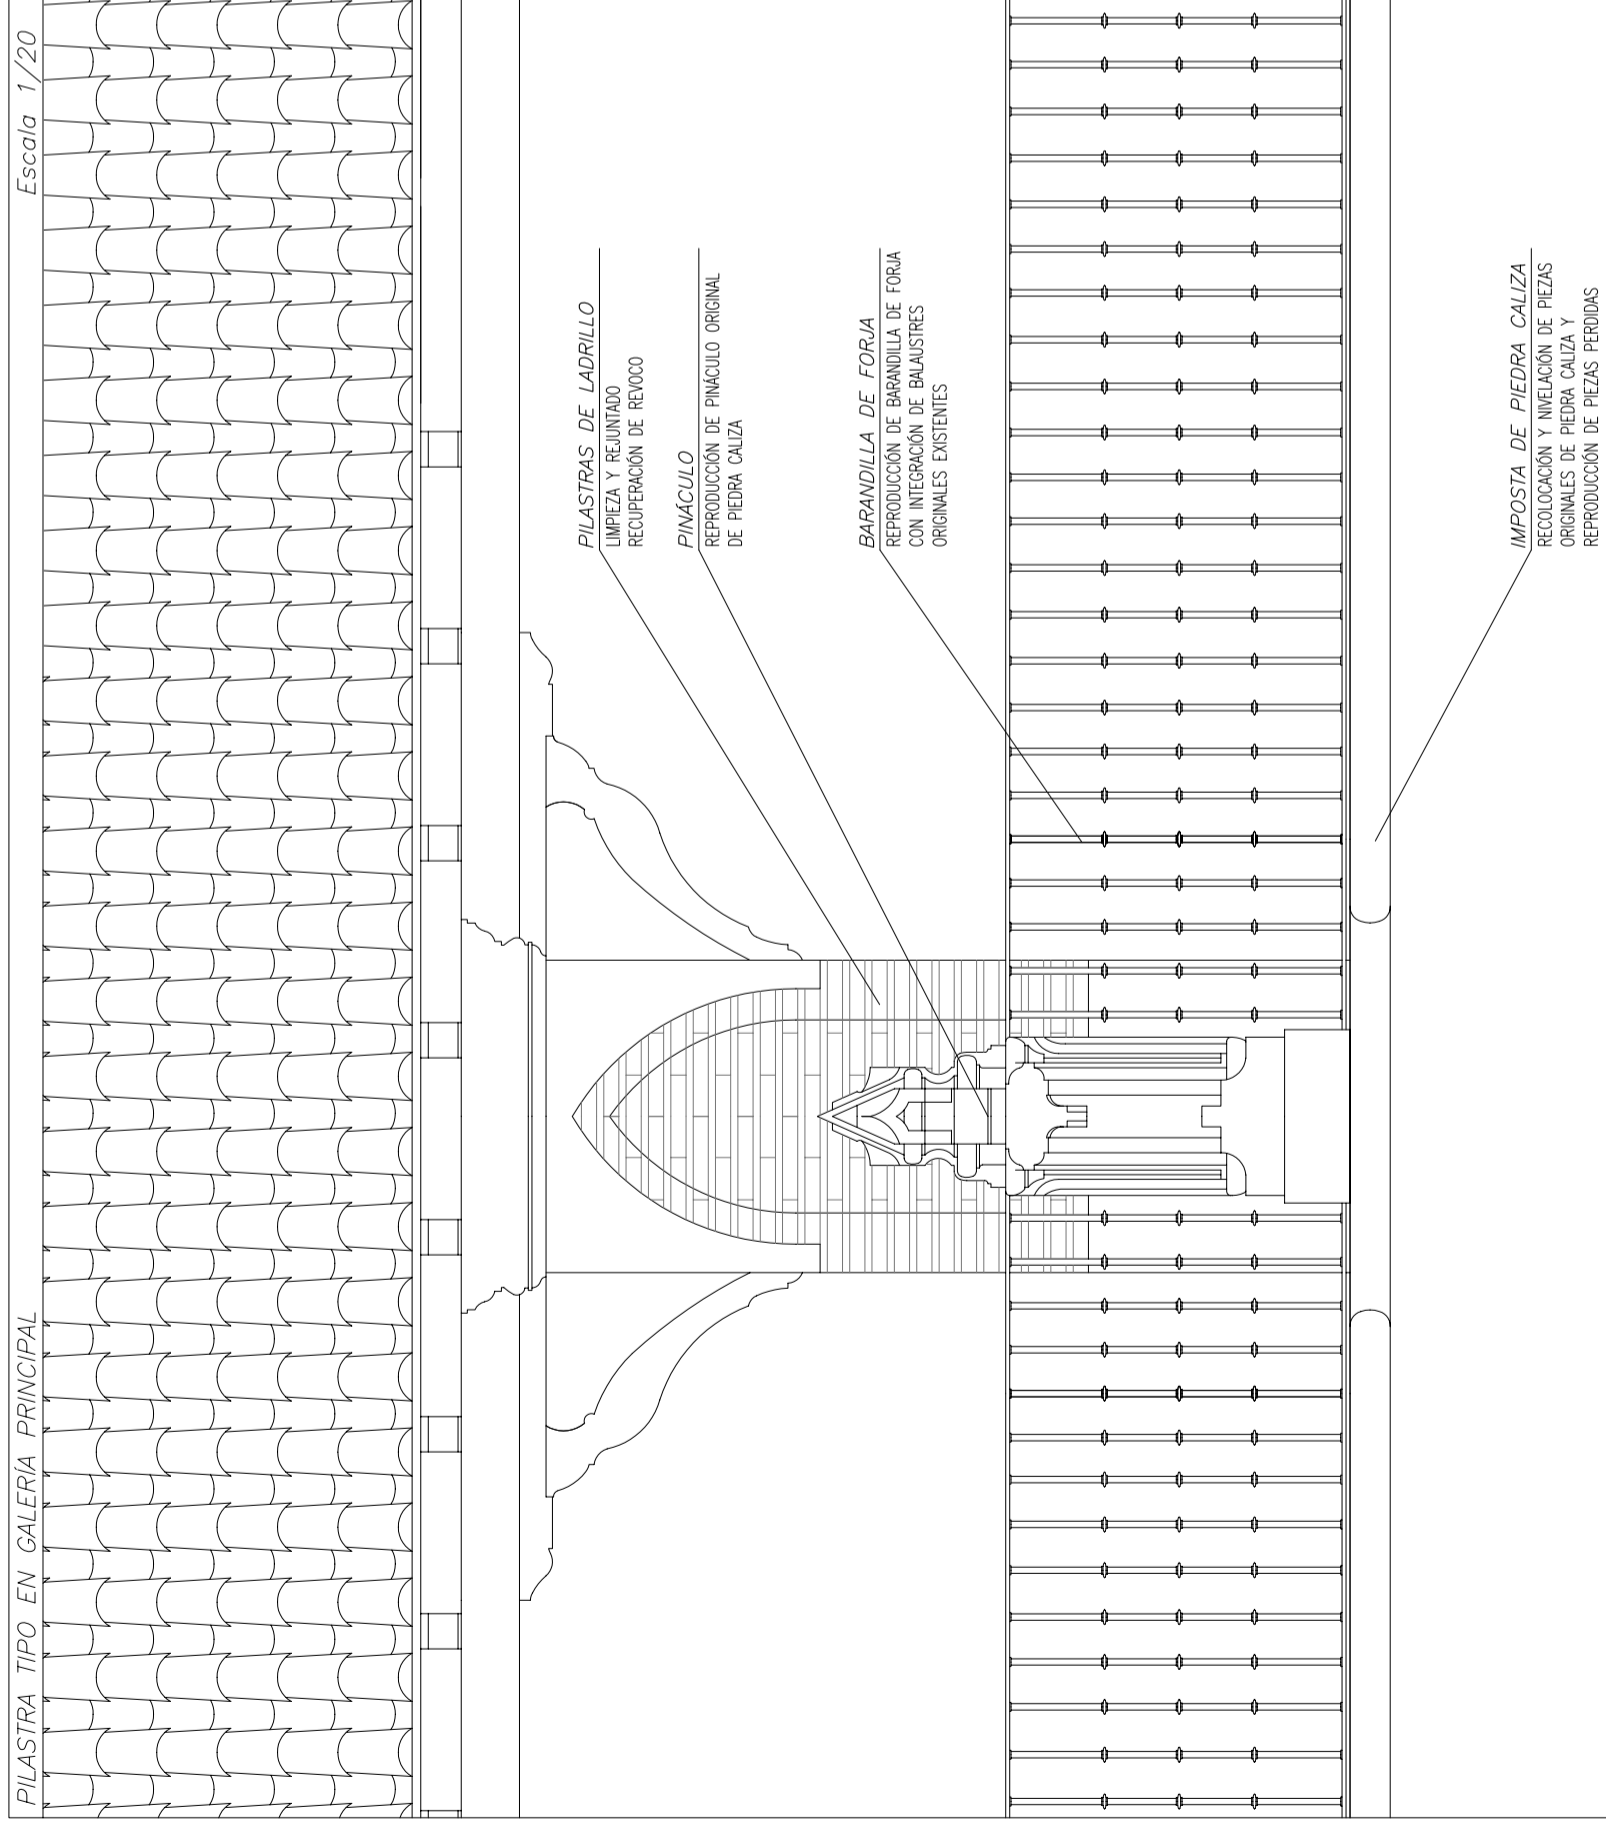 PILASTRA TIPO EN GALERÍA PRINCIPAL
Escala 1/20
PILASTRAS DE LADRILLO
LIMPIEZA Y REJUNTADO
RECUPERACIÓN DE REVOCO
PINÁCULO
REPRODUCCIÓN DE PINÁCULO ORIGINAL
DE PIEDRA CALIZA
BARANDILLA DE FORJA
REPRODUCCIÓN DE BARANDILLA DE FORJA
CON INTEGRACIÓN DE BALAUSTRES
ORIGINALES EXISTENTES
IMPOSTA DE PIEDRA CALIZA
RECOLOCACIÓN Y NIVELACIÓN DE PIEZAS
ORIGINALES DE PIEDRA CALIZA Y
REPRODUCCIÓN DE PIEZAS PERDIDAS